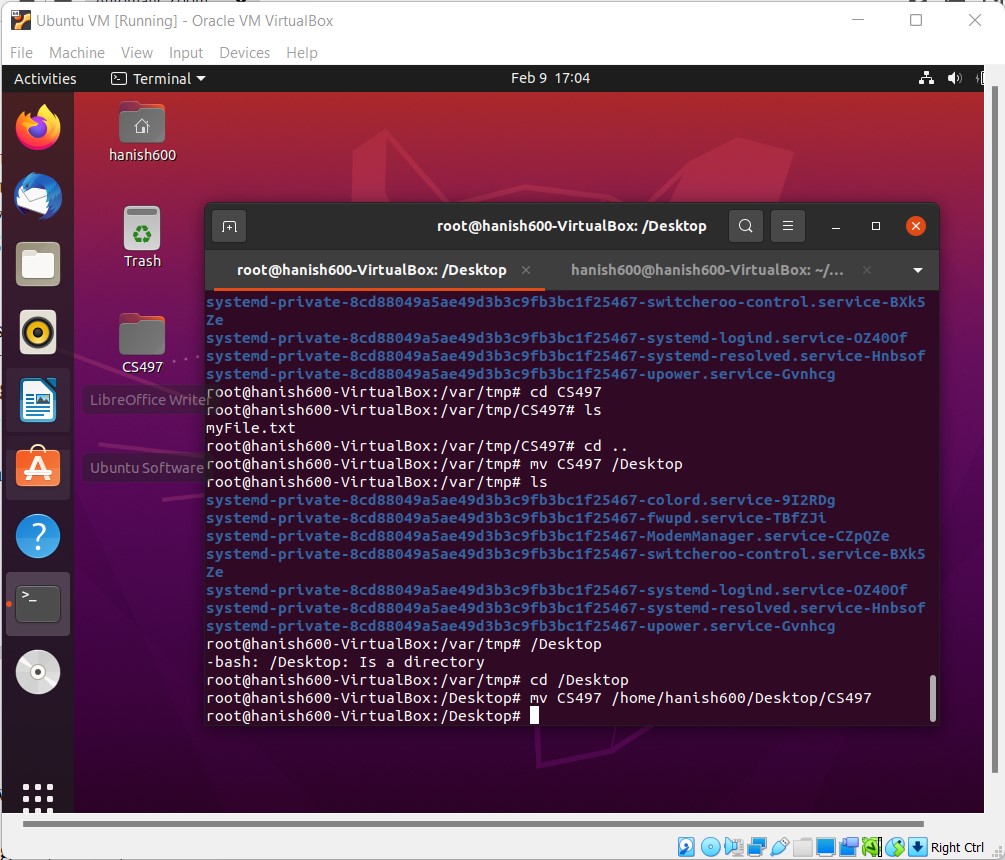 Ubuntu VM [Running] - Oracle VM VirtualBox
File Machine View Input Devices Help
Activities Terminal Feb 9 17:04
hanish600
Trash
CS497
LibreOffice Writer
Ubuntu Software
root@hanish600-VirtualBox: /Desktop
root@hanish600-VirtualBox: /Desktop hanish600@hanish600-VirtualBox: ~/...
systemd-private-8cd88049a5ae49d3b3c9fb3bc1f25467-switcheroo-control.service-BXk5
Ze
systemd-private-8cd88049a5ae49d3b3c9fb3bc1f25467-systemd-logind.service-OZ40Of
systemd-private-8cd88049a5ae49d3b3c9fb3bc1f25467-systemd-resolved.service-Hnbsof
systemd-private-8cd88049a5ae49d3b3c9fb3bc1f25467-upower.service-Gvnhcg
root@hanish600-VirtualBox:/var/tmp# cd CS497
root@hanish600-VirtualBox:/var/tmp/CS497# ls
myFile.txt
root@hanish600-VirtualBox:/var/tmp/CS497# cd ..
root@hanish600-VirtualBox:/var/tmp# mv CS497 /Desktop
root@hanish600-VirtualBox:/var/tmp# ls
systemd-private-8cd88049a5ae49d3b3c9fb3bc1f25467-colord.service-9I2RDg
systemd-private-8cd88049a5ae49d3b3c9fb3bc1f25467-fwupd.service-TBfZJi
systemd-private-8cd88049a5ae49d3b3c9fb3bc1f25467-ModemManager.service-CZpQZe
systemd-private-8cd88049a5ae49d3b3c9fb3bc1f25467-switcheroo-control.service-BXk5
Ze
systemd-private-8cd88049a5ae49d3b3c9fb3bc1f25467-systemd-logind.service-OZ40Of
systemd-private-8cd88049a5ae49d3b3c9fb3bc1f25467-systemd-resolved.service-Hnbsof
systemd-private-8cd88049a5ae49d3b3c9fb3bc1f25467-upower.service-Gvnhcg
root@hanish600-VirtualBox:/var/tmp# /Desktop
-bash: /Desktop: Is a directory
root@hanish600-VirtualBox:/var/tmp# cd /Desktop
root@hanish600-VirtualBox:/Desktop# mv CS497 /home/hanish600/Desktop/CS497
root@hanish600-VirtualBox:/Desktop#
Right Ctrl